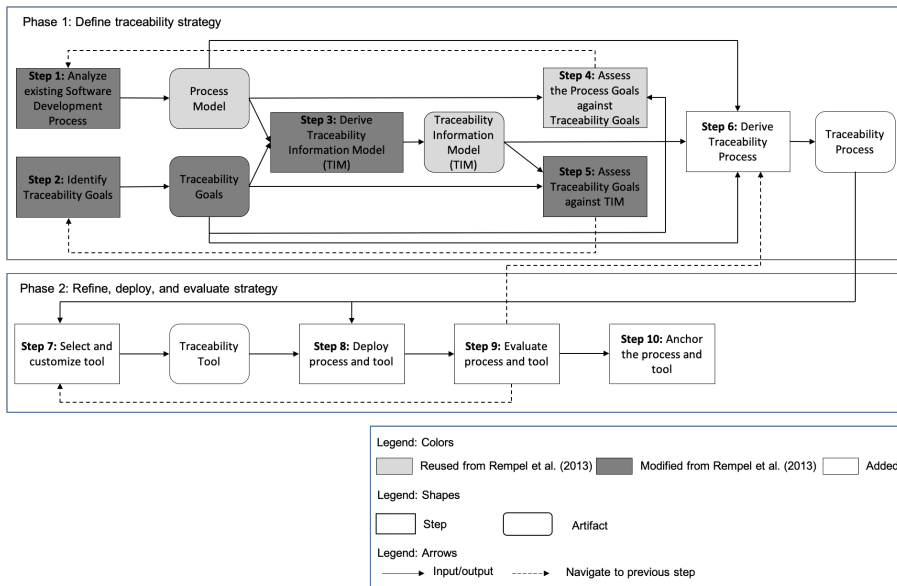 Phase 1: Define traceability strategy
Step 1: Analyze
existing Software
Development
Process
Process
Model
Step 4: Assess
the Process Goals
against
Traceability Goals
Step 3: Derive
Traceability
Information Model
(TIM)
Traceability
Information
Model
(TIM)
Step 6: Derive
Traceability
Process
Traceability
Process
Step 2: Identify
Traceability Goals
Traceability
Goals
Step 5: Assess
Traceability Goals
against TIM
Phase 2: Refine, deploy, and evaluate strategy
Step 7: Select and
customize tool
Traceability
Tool
Step 8: Deploy
process and tool
Step 9: Evaluate
process and tool
Step 10: Anchor
the process and
tool
Legend: Colors
Reused from Rempel et al. (2013)
Modified from Rempel et al. (2013)
Added
Legend: Shapes
Step
Artifact
Legend: Arrows
Input/output
Navigate to previous step